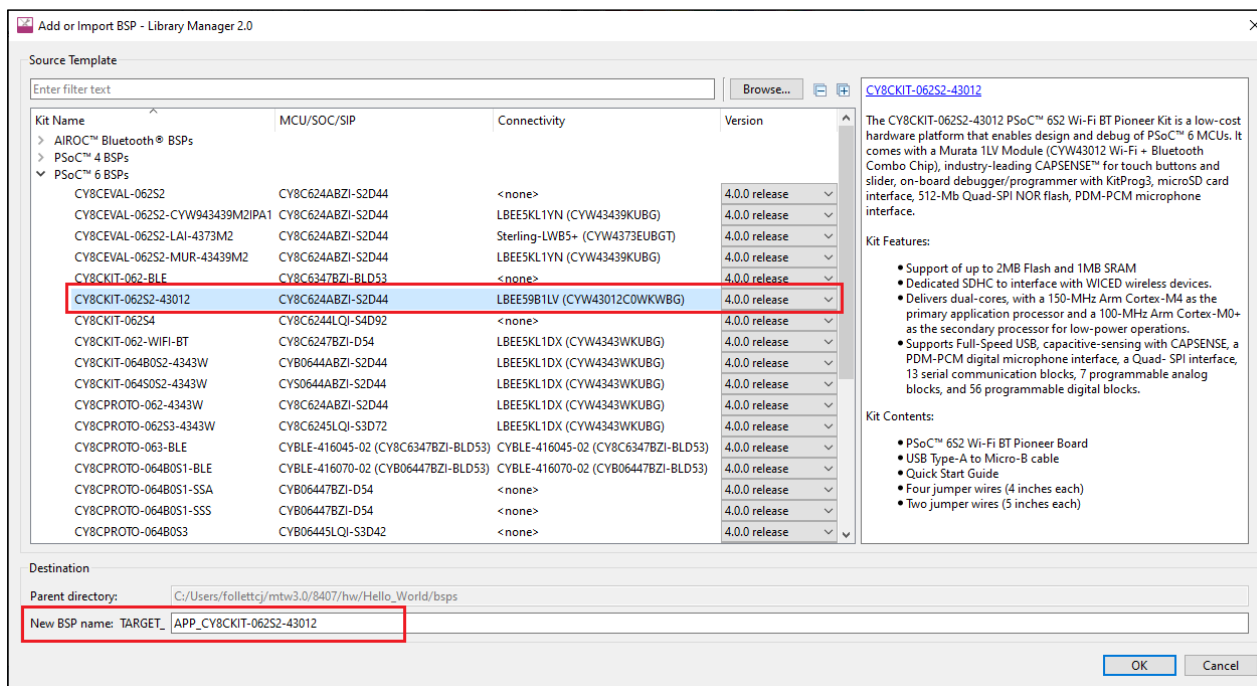 Add or Import BSP - Library Manager 2.0
Source Template
Enter filter text
Browse...
Kit Name MCU/SOC/SIP Connectivity Version
AIROC™ Bluetooth® BSPs
PSoC™ 4 BSPs
PSoC™ 6 BSPs
CY8CEVAL-062S2 CY8C624ABZI-S2D44 <none> 4.0.0 release
CY8CEVAL-062S2-CYW943439M2IPA1 CY8C624ABZI-S2D44 LBEE5KL1YN (CYW43439KUBG) 4.0.0 release
CY8CEVAL-062S2-LAI-4373M2 CY8C624ABZI-S2D44 Sterling-LWB5+ (CYW4373EUBGT) 4.0.0 release
CY8CEVAL-062S2-MUR-43439M2 CY8C624ABZI-S2D44 LBEE5KL1YN (CYW43439KUBG) 4.0.0 release
CY8CKIT-062-BLE CY8C6347BZI-BLD53 <none> 4.0.0 release
CY8CKIT-062S2-43012 CY8C624ABZI-S2D44 LBEE59B1LV (CYW43012C0WKWBG) 4.0.0 release
CY8CKIT-062S4 CY8C6244LQI-S4D92 <none> 4.0.0 release
CY8CKIT-062-WIFI-BT CY8C6247BZI-D54 LBEE5KL1DX (CYW4343WKUBG) 4.0.0 release
CY8CKIT-064B0S2-4343W CYB0644ABZI-S2D44 LBEE5KL1DX (CYW4343WKUBG) 4.0.0 release
CY8CKIT-064S0S2-4343W CYS0644ABZI-S2D44 LBEE5KL1DX (CYW4343WKUBG) 4.0.0 release
CY8CPROTO-062-4343W CY8C624ABZI-S2D44 LBEE5KL1DX (CYW4343WKUBG) 4.0.0 release
CY8CPROTO-062S3-4343W CY8C6245LQI-S3D72 LBEE5KL1DX (CYW4343WKUBG) 4.0.0 release
CY8CPROTO-063-BLE CYBLE-416045-02 (CY8C6347BZI-BLD53) CYBLE-416045-02 (CY8C6347BZI-BLD53) 4.0.0 release
CY8CPROTO-064B0S1-BLE CYBLE-416070-02 (CYB06447BZI-BLD53) CYBLE-416070-02 (CYB06447BZI-BLD53) 4.0.0 release
CY8CPROTO-064B0S1-SSA CYB06447BZI-D54 <none> 4.0.0 release
CY8CPROTO-064B0S1-SSS CYB06447BZI-D54 <none> 4.0.0 release
CY8CPROTO-064B0S3 CYB06445LQI-S3D42 <none> 4.0.0 release
CY8CKIT-062S2-43012
The CY8CKIT-062S2-43012 PSoC™ 6S2 Wi-Fi BT Pioneer Kit is a low-cost
hardware platform that enables design and debug of PSoC™ 6 MCUs. It
comes with a Murata 1LV Module (CYW43012 Wi-Fi + Bluetooth
Combo Chip), industry-leading CAPSENSE™ for touch buttons and
slider, on-board debugger/programmer with KitProg3, microSD card
interface, 512-Mb Quad-SPI NOR flash, PDM-PCM microphone
interface.
Kit Features:
•Support of up to 2MB Flash and 1MB SRAM
•Dedicated SDHC to interface with WICED wireless devices.
•Delivers dual-cores, with a 150-MHz Arm Cortex-M4 as the
primary application processor and a 100-MHz Arm Cortex-M0+
as the secondary processor for low-power operations.
•Supports Full-Speed USB, capacitive-sensing with CAPSENSE, a
PDM-PCM digital microphone interface, a Quad- SPI interface,
13 serial communication blocks, 7 programmable analog
blocks, and 56 programmable digital blocks.
Kit Contents:
•PSoC™ 6S2 Wi-Fi BT Pioneer Board
•USB Type-A to Micro-B cable
•Quick Start Guide
•Four jumper wires (4 inches each)
•Two jumper wires (5 inches each)
Destination
Parent directory: C:/Users/follettcj/mtw3.0/8407/hw/Hello_World/bsps
New BSP name: TARGET_ APP_CY8CKIT-062S2-43012
OK Cancel